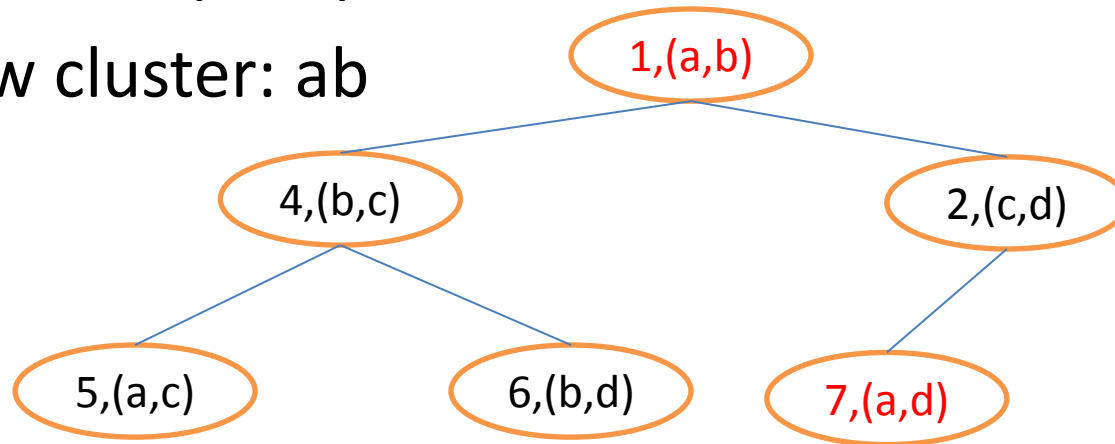 w cluster: ab
1,(a,b)
4,(b,c)
2,(c,d)
5,(a,c)
6,(b,d)
7,(a,d)